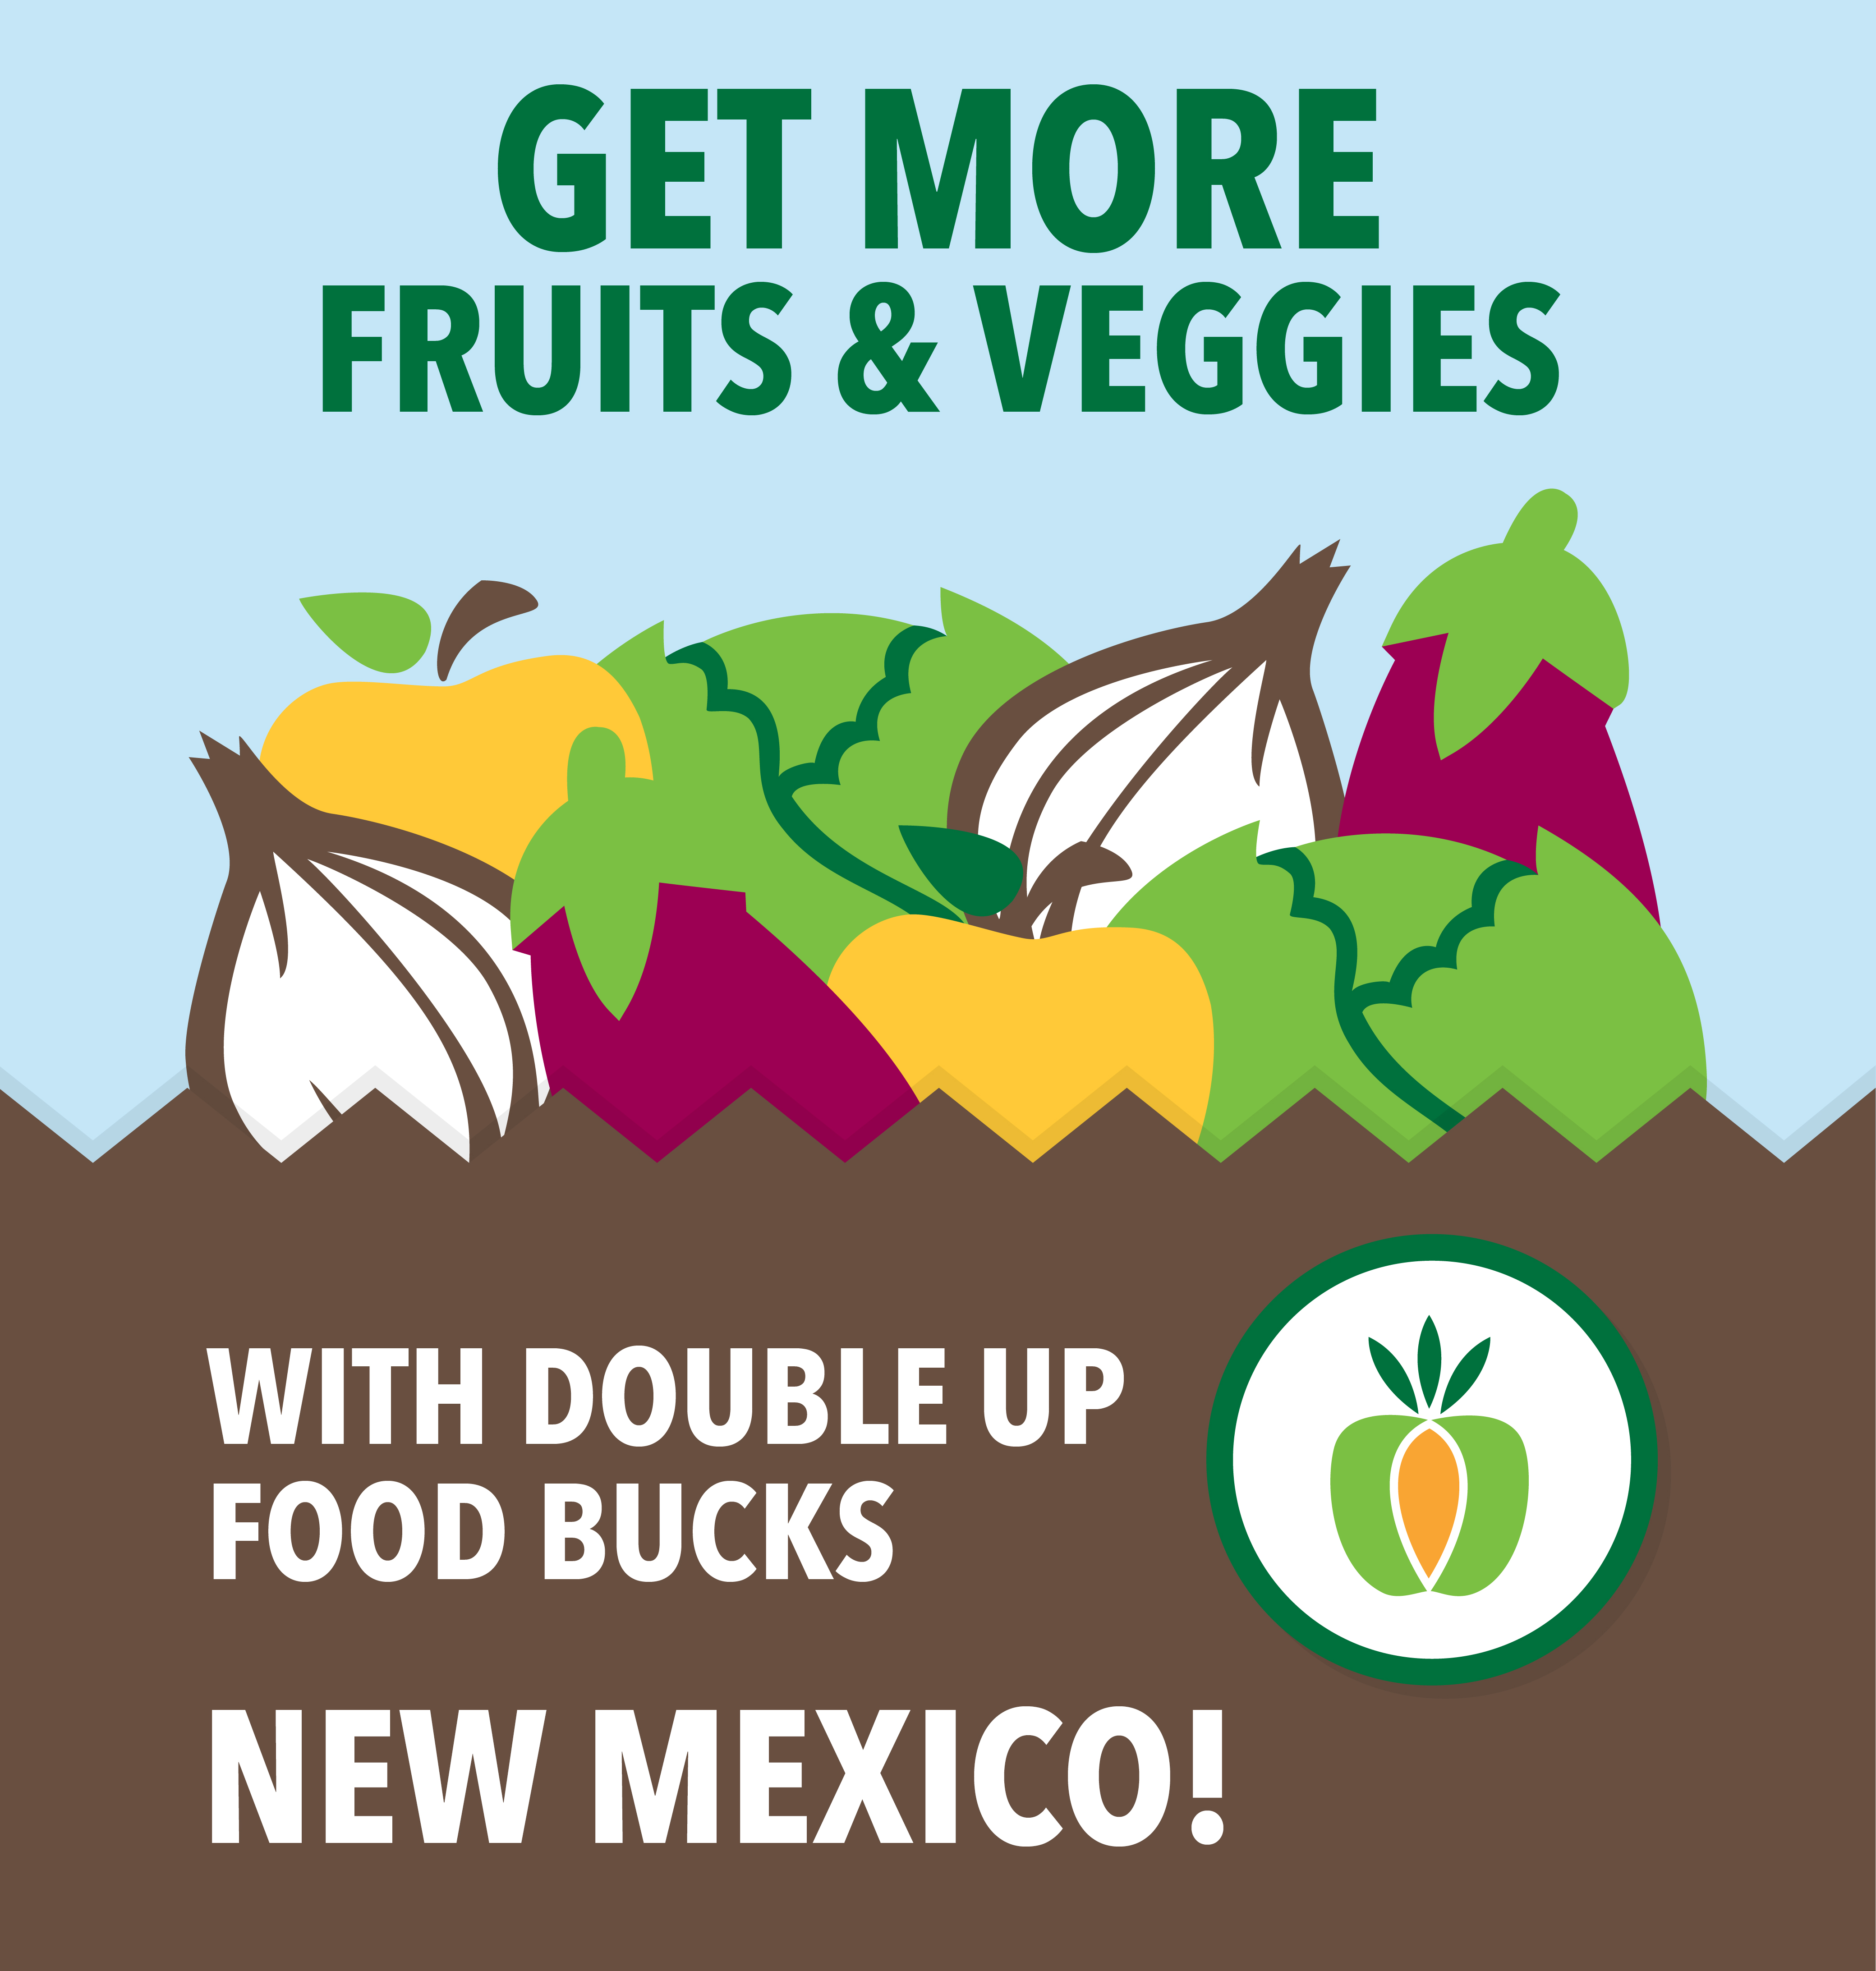 GET MORE
FRUITS & VEGGIES
WITH DOUBLE UP
FOOD BUCKS
NEW MEXICO!